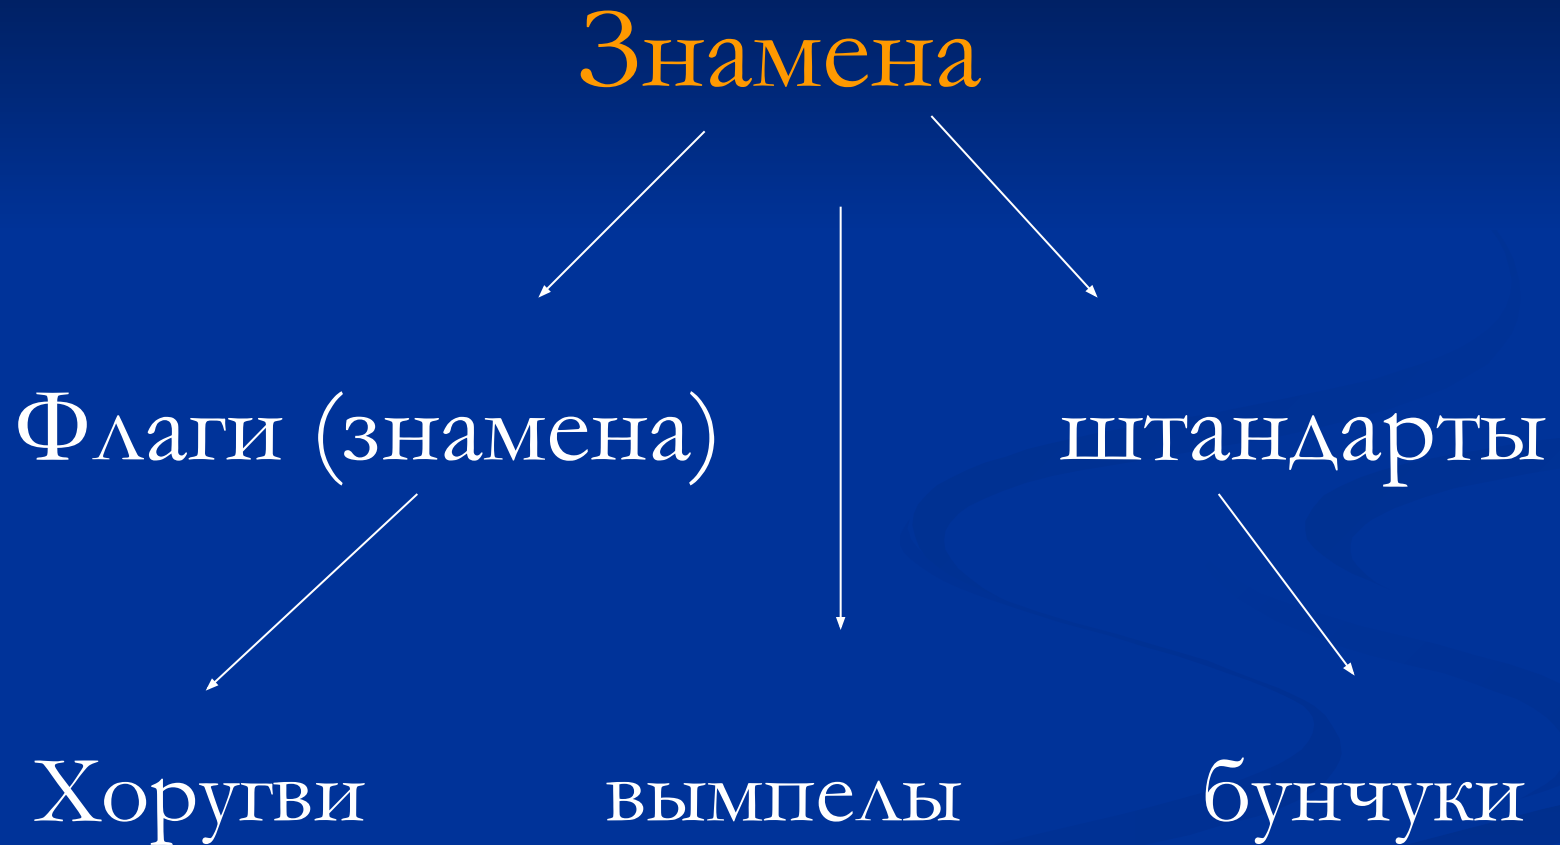 Знамена
Флаги (знамена) штандарты
Хоругви вымпелы бунчуки